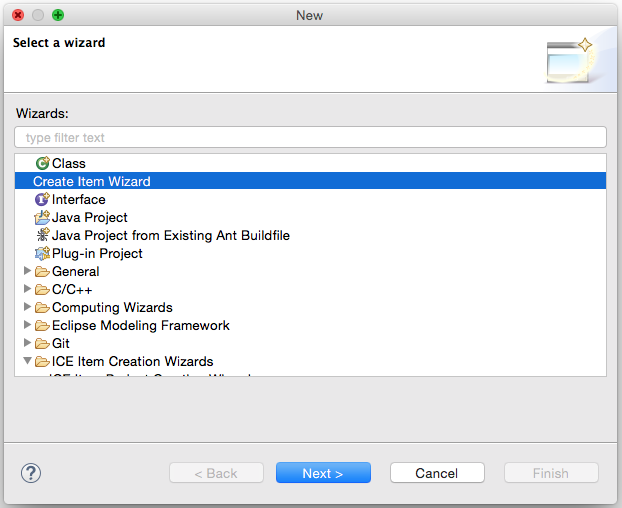 New
Select a wizard
Wizards:
type filter text
Class
Create Item Wizard
Interface
Java Project
Java Project from Existing Ant Buildfile
Plug-in Project
General
C/C++
Computing Wizards
Eclipse Modeling Framework
Git
ICE Item Creation Wizards
? < Back Next > Cancel Finish